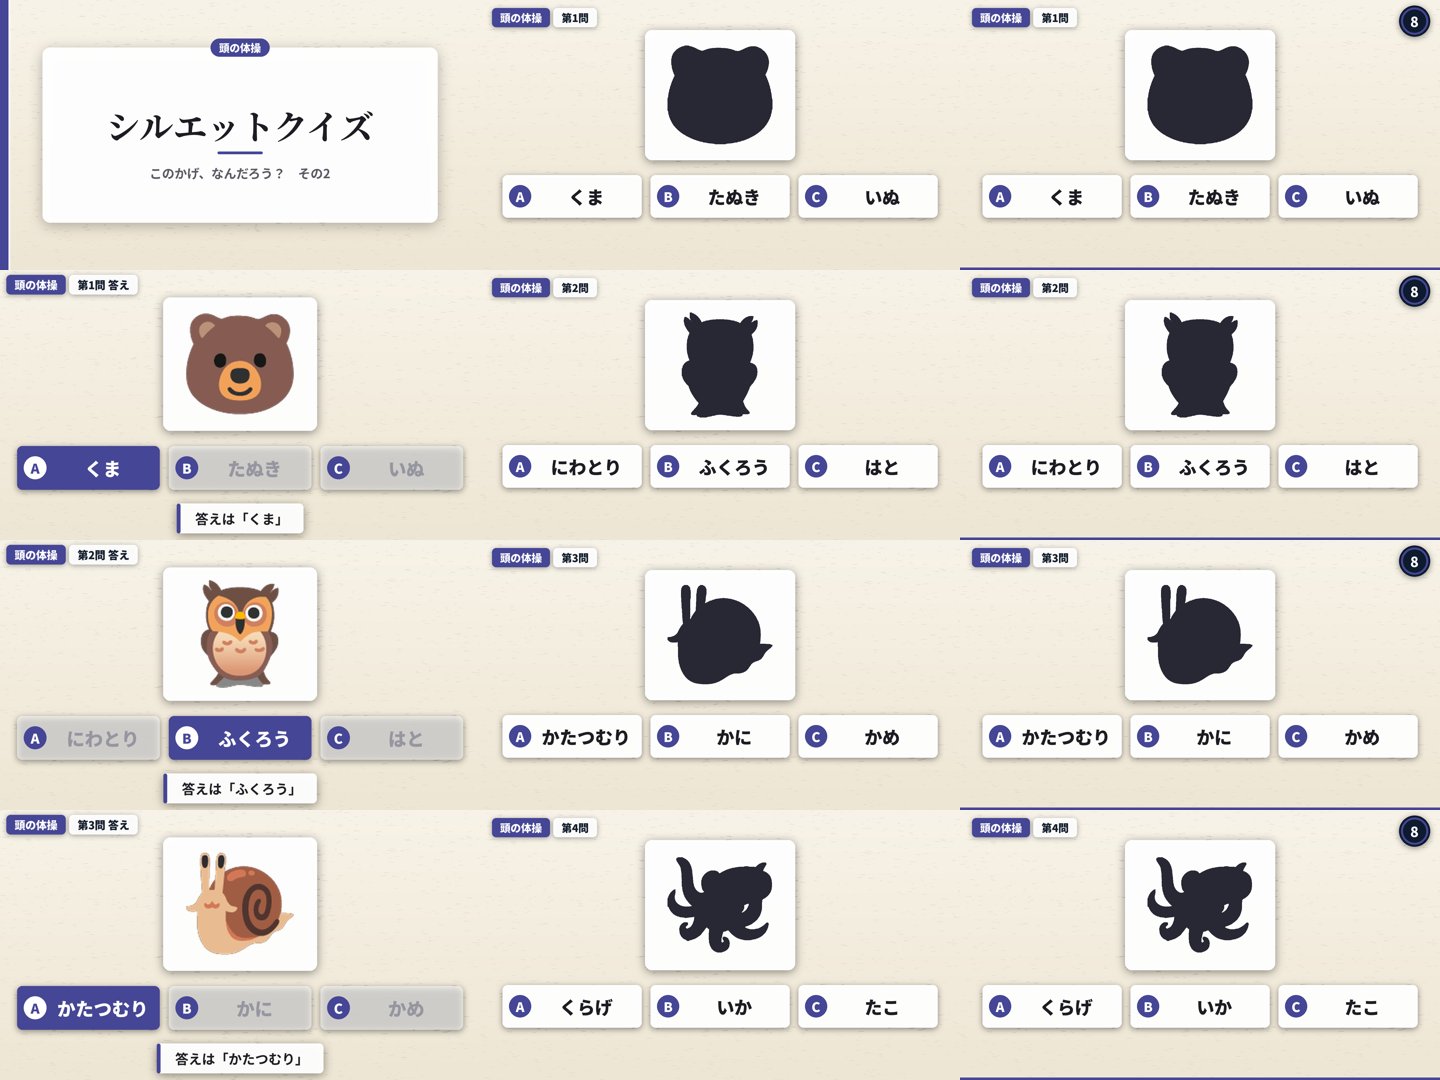 頭の体操
シルエットクイズ
このかげ、なんだろう？　その2
頭の体操 第1問
A くま B たぬき C いぬ
頭の体操 第1問 8
A くま B たぬき C いぬ
頭の体操 第1問 答え
A くま B たぬき C いぬ
答えは「くま」
頭の体操 第2問
A にわとり B ふくろう C はと
頭の体操 第2問 8
A にわとり B ふくろう C はと
頭の体操 第2問 答え
A にわとり B ふくろう C はと
答えは「ふくろう」
頭の体操 第3問
A かたつむり B かに C かめ
頭の体操 第3問 8
A かたつむり B かに C かめ
頭の体操 第3問 答え
A かたつむり B かに C かめ
答えは「かたつむり」
頭の体操 第4問
A くらげ B いか C たこ
頭の体操 第4問 8
A くらげ B いか C たこ